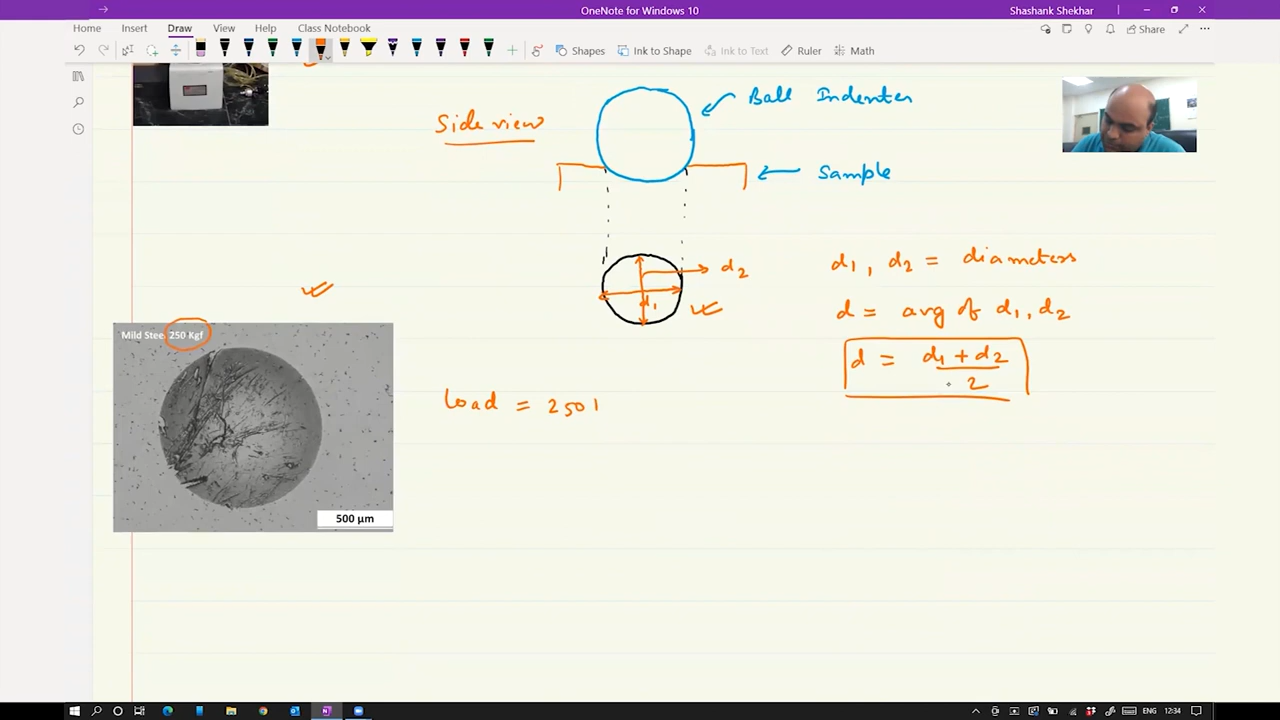 OneNote for Windows 10
Shashank Shekhar
Home Insert Draw View Help Class Notebook
Share
Shapes Ink to Shape Ink to Text Ruler Math
Side view
Ball Indenter
Sample
d2
d1
d1, d2 = diameters
d = avg of d1, d2
d = d1 + d2
2
Mild Steel 250 Kgf
load = 250 1
500 µm
ENG 12:34